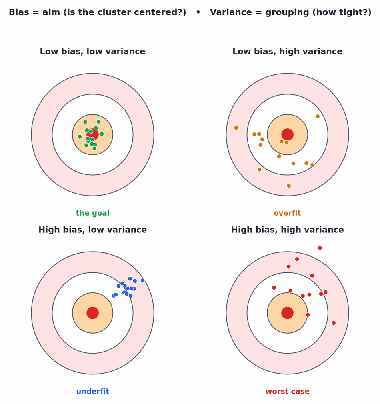 Bias = aim (is the cluster centered?)   •   Variance = grouping (how tight?)
Low bias, low variance
Low bias, high variance
the goal
overfit
High bias, low variance
High bias, high variance
underfit
worst case